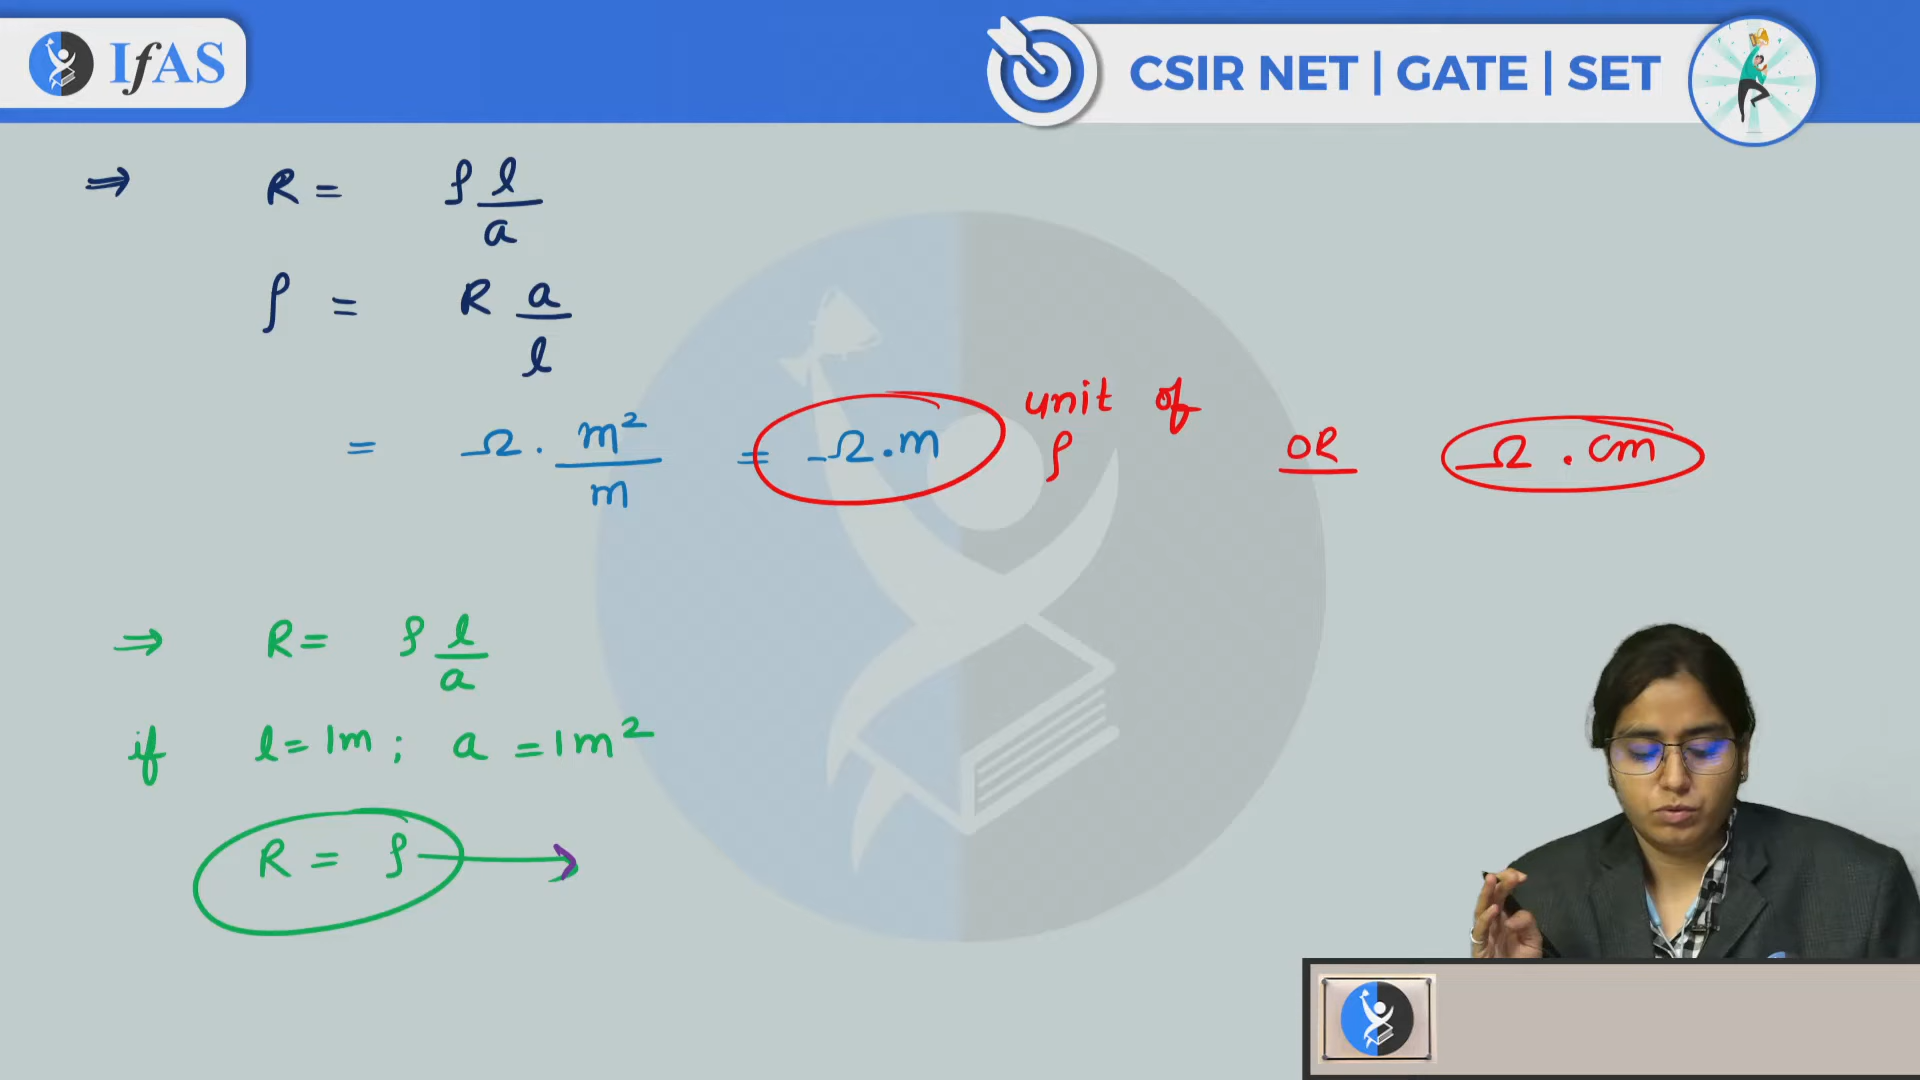 IfAS
CSIR NET | GATE | SET
⇒ R = ρ l/a
ρ = R a/l
= Ω . m²/m = Ω.m unit of ρ OR Ω . cm
⇒ R = ρ l/a
if l = 1m ; a = 1m²
R = ρ →